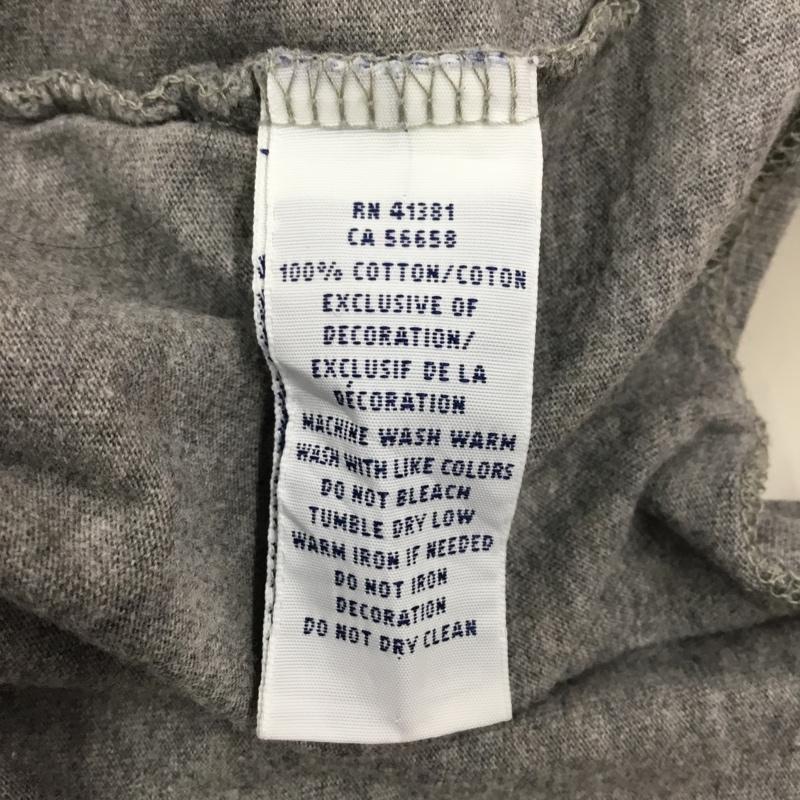 RN 41381
CA 56658
100% COTTON/COTON
EXCLUSIVE OF
DECORATION/
EXCLUSIF DE LA
DÉCORATION
MACHINE WASH WARM
WASH WITH LIKE COLORS
DO NOT BLEACH
TUMBLE DRY LOW
WARM IRON IF NEEDED
DO NOT IRON
DECORATION
DO NOT DRY CLEAN